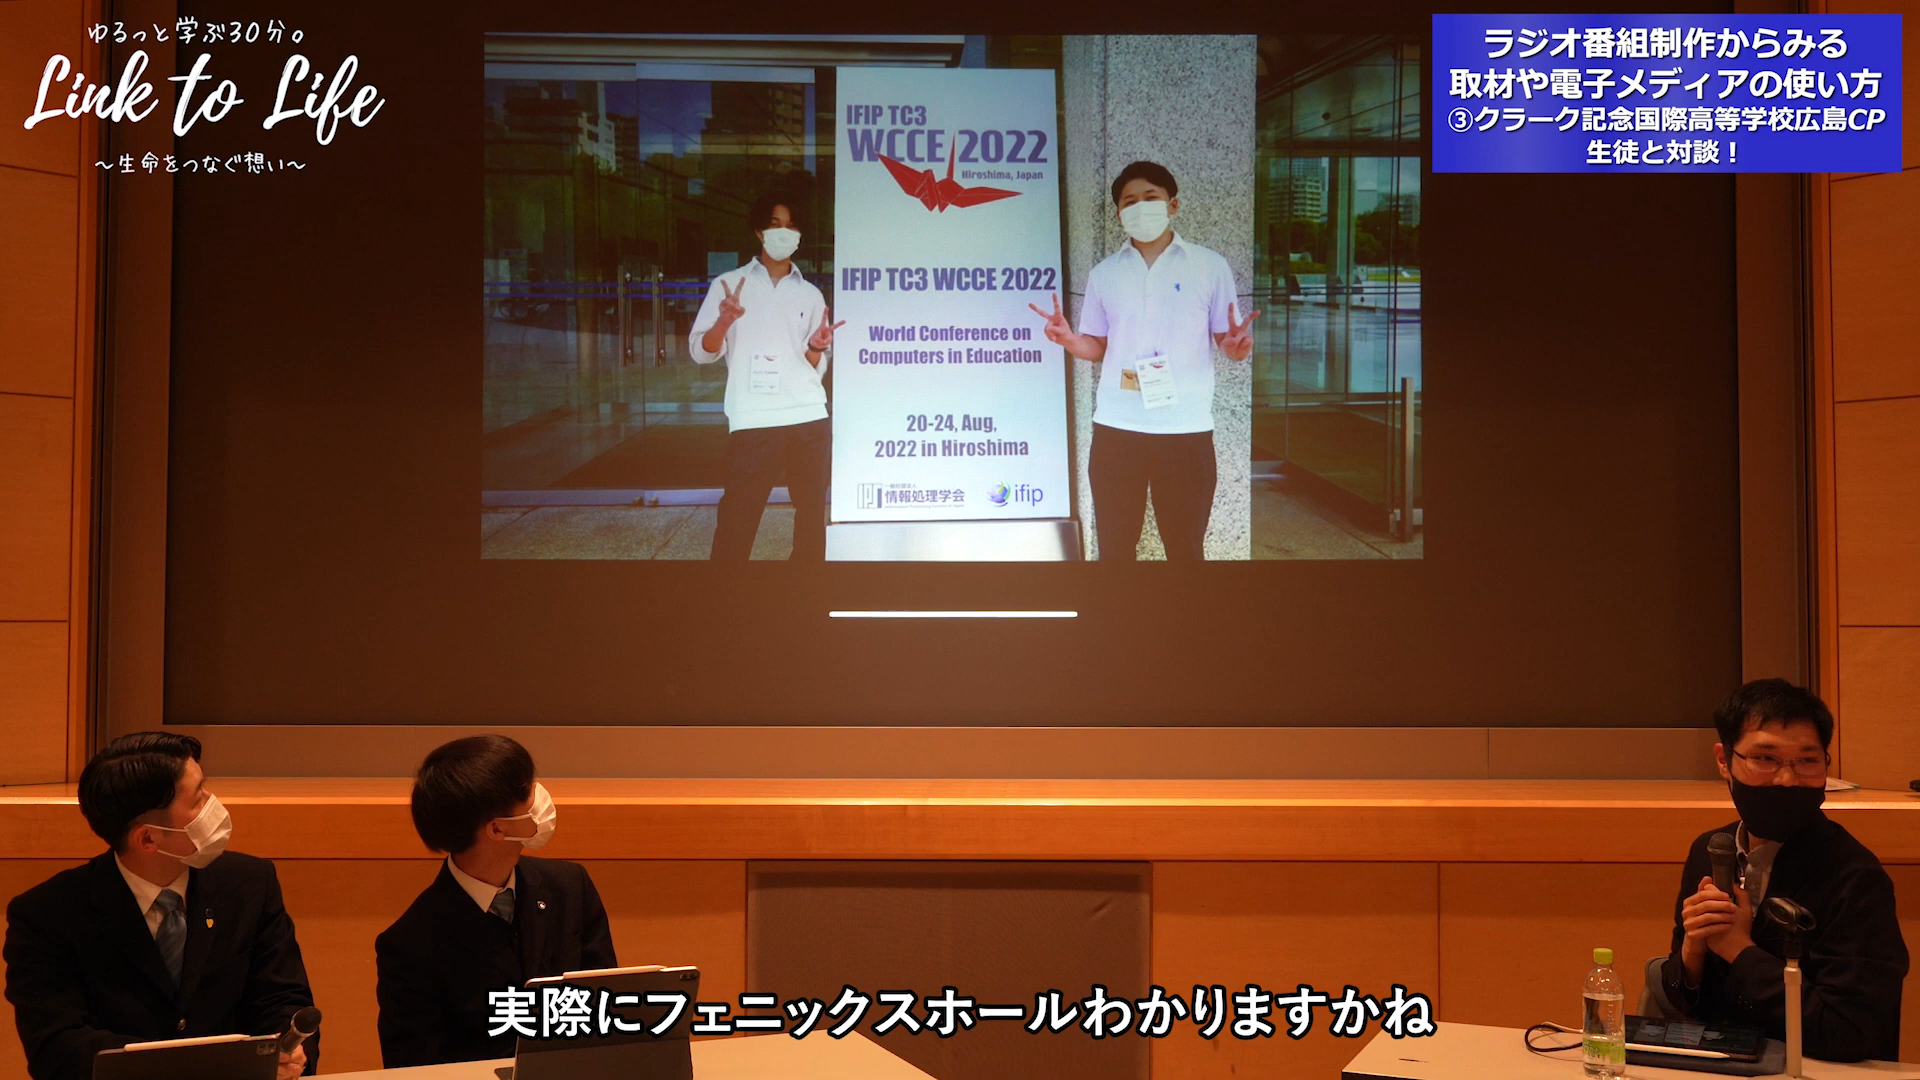 ゆるっと学ぶ30分。
Link to Life
～生命をつなぐ想い～
ラジオ番組制作からみる
取材や電子メディアの使い方
③クラーク記念国際高等学校広島CP
生徒と対談！
IFIP TC3
WCCE 2022
Hiroshima, Japan
IFIP TC3 WCCE 2022
World Conference on
Computers in Education
20-24, Aug,
2022 in Hiroshima
一般社団法人
情報処理学会
ifip
実際にフェニックスホールわかりますかね